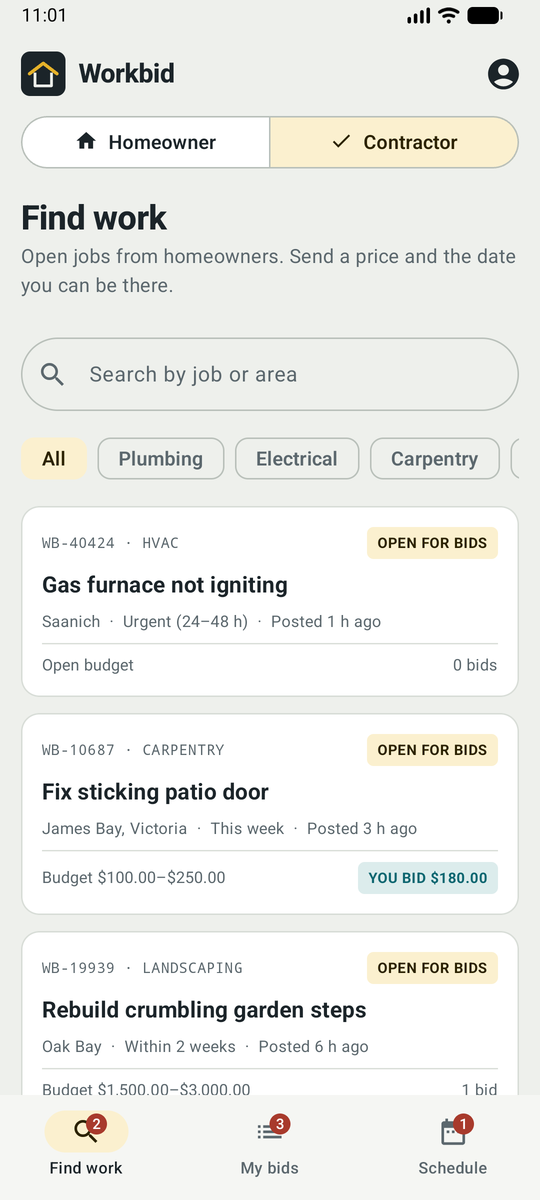 11:01
Workbid
Homeowner
Contractor
Find work
Open jobs from homeowners. Send a price and the date
you can be there.
Search by job or area
All
Plumbing
Electrical
Carpentry
WB-40424 · HVAC
OPEN FOR BIDS
Gas furnace not igniting
Saanich · Urgent (24–48 h) · Posted 1 h ago
Open budget
0 bids
WB-10687 · CARPENTRY
OPEN FOR BIDS
Fix sticking patio door
James Bay, Victoria · This week · Posted 3 h ago
Budget $100.00–$250.00
YOU BID $180.00
WB-19939 · LANDSCAPING
OPEN FOR BIDS
Rebuild crumbling garden steps
Oak Bay · Within 2 weeks · Posted 6 h ago
Budget $1,500.00–$3,000.00
1 bid
2
3
1
Find work
My bids
Schedule